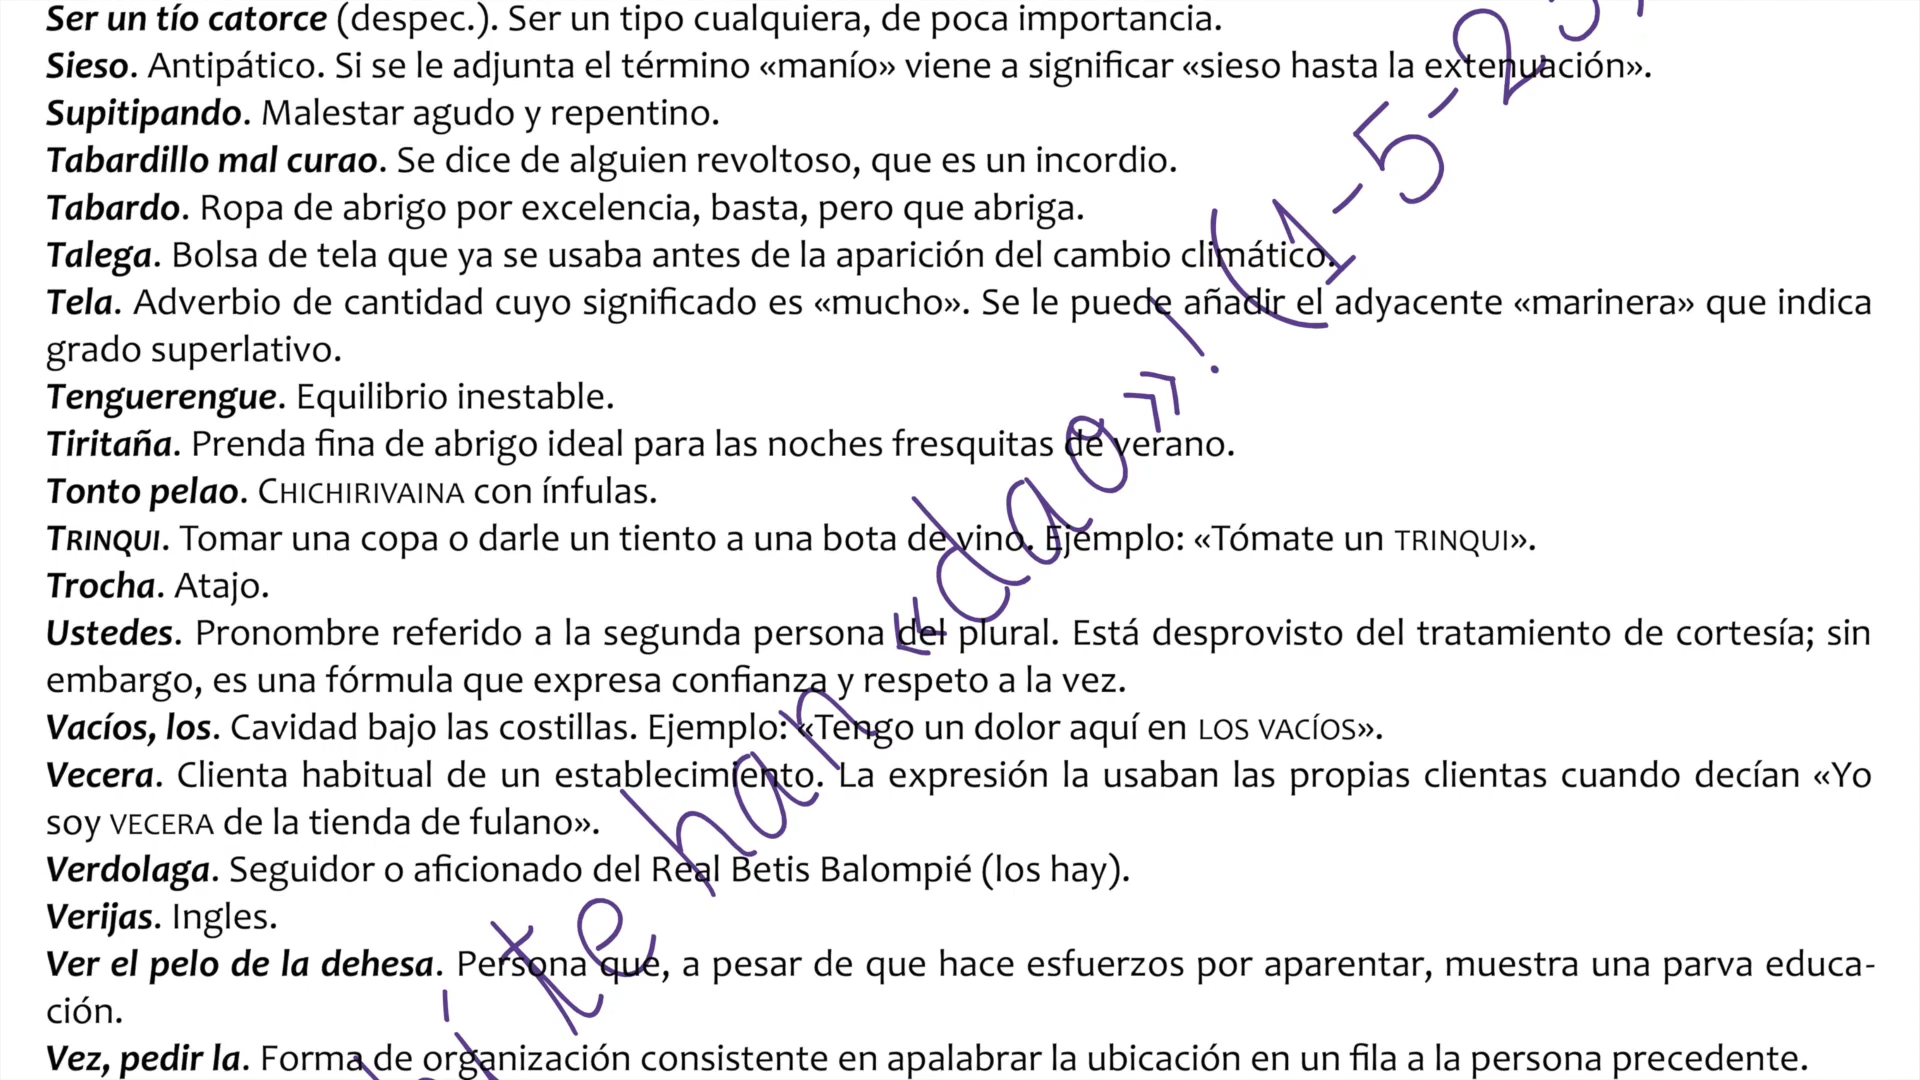 Ser un tío catorce (despec.). Ser un tipo cualquiera, de poca importancia.
Sieso. Antipático. Si se le adjunta el término «manío» viene a significar «sieso hasta la extenuación».
Supitipando. Malestar agudo y repentino.
Tabardillo mal curao. Se dice de alguien revoltoso, que es un incordio.
Tabardo. Ropa de abrigo por excelencia, basta, pero que abriga.
Talega. Bolsa de tela que ya se usaba antes de la aparición del cambio climático.
Tela. Adverbio de cantidad cuyo significado es «mucho». Se le puede añadir el adyacente «marinera» que indica
grado superlativo.
Tenguerengue. Equilibrio inestable.
Tiritaña. Prenda fina de abrigo ideal para las noches fresquitas de verano.
Tonto pelao. CHICHIRIVAINA con ínfulas.
TRINQUI. Tomar una copa o darle un tiento a una bota de vino. Ejemplo: «Tómate un TRINQUI».
Trocha. Atajo.
Ustedes. Pronombre referido a la segunda persona del plural. Está desprovisto del tratamiento de cortesía; sin
embargo, es una fórmula que expresa confianza y respeto a la vez.
Vacíos, los. Cavidad bajo las costillas. Ejemplo: «Tengo un dolor aquí en LOS VACÍOS».
Vecera. Clienta habitual de un establecimiento. La expresión la usaban las propias clientas cuando decían «Yo
soy VECERA de la tienda de fulano».
Verdolaga. Seguidor o aficionado del Real Betis Balompié (los hay).
Verijas. Ingles.
Ver el pelo de la dehesa. Persona que, a pesar de que hace esfuerzos por aparentar, muestra una parva educa-
ción.
Vez, pedir la. Forma de organización consistente en apalabrar la ubicación en un fila a la persona precedente.
te han «dao»! (1-5-2